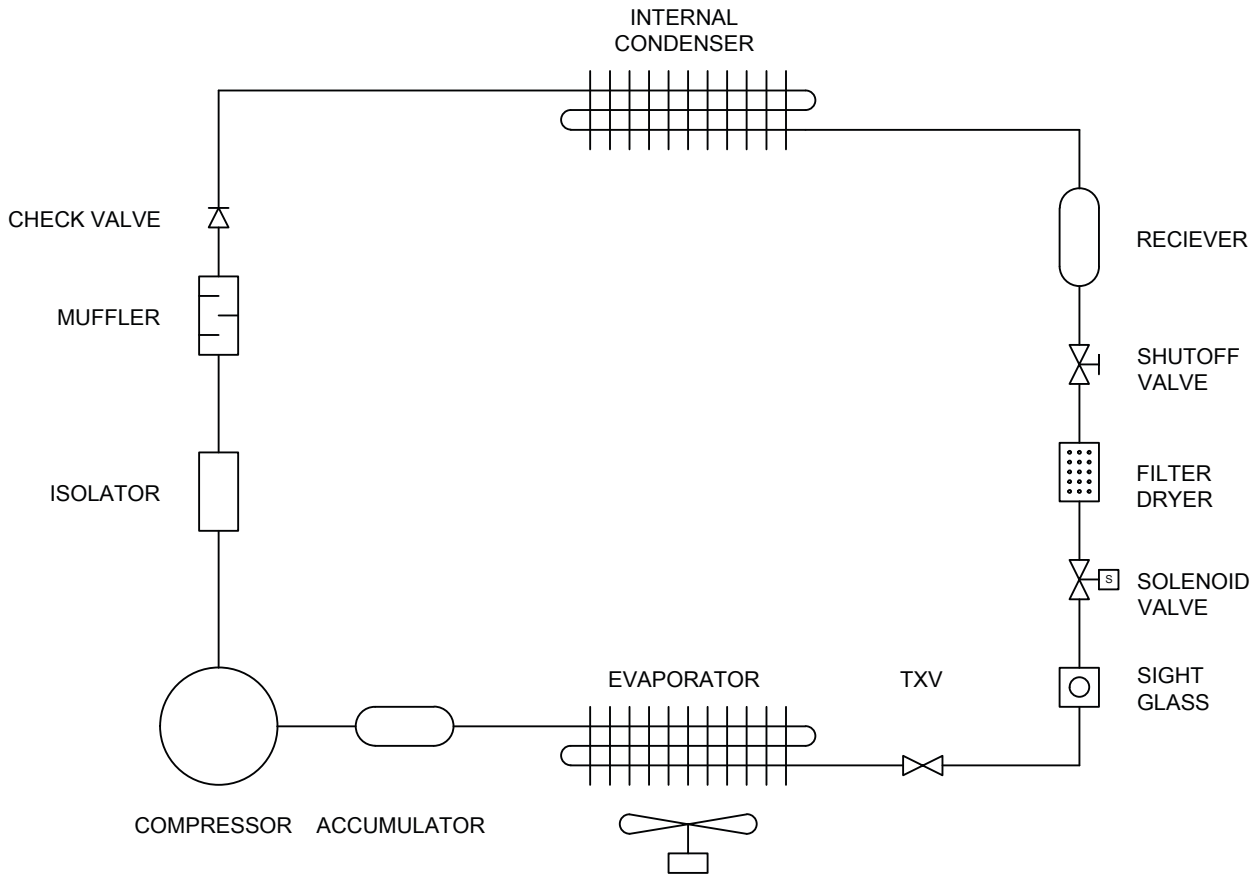 INTERNAL
CONDENSER
CHECK VALVE
RECIEVER
MUFFLER
SHUTOFF
VALVE
ISOLATOR
FILTER
DRYER
S
SOLENOID
VALVE
EVAPORATOR
TXV
SIGHT
GLASS
COMPRESSOR
ACCUMULATOR